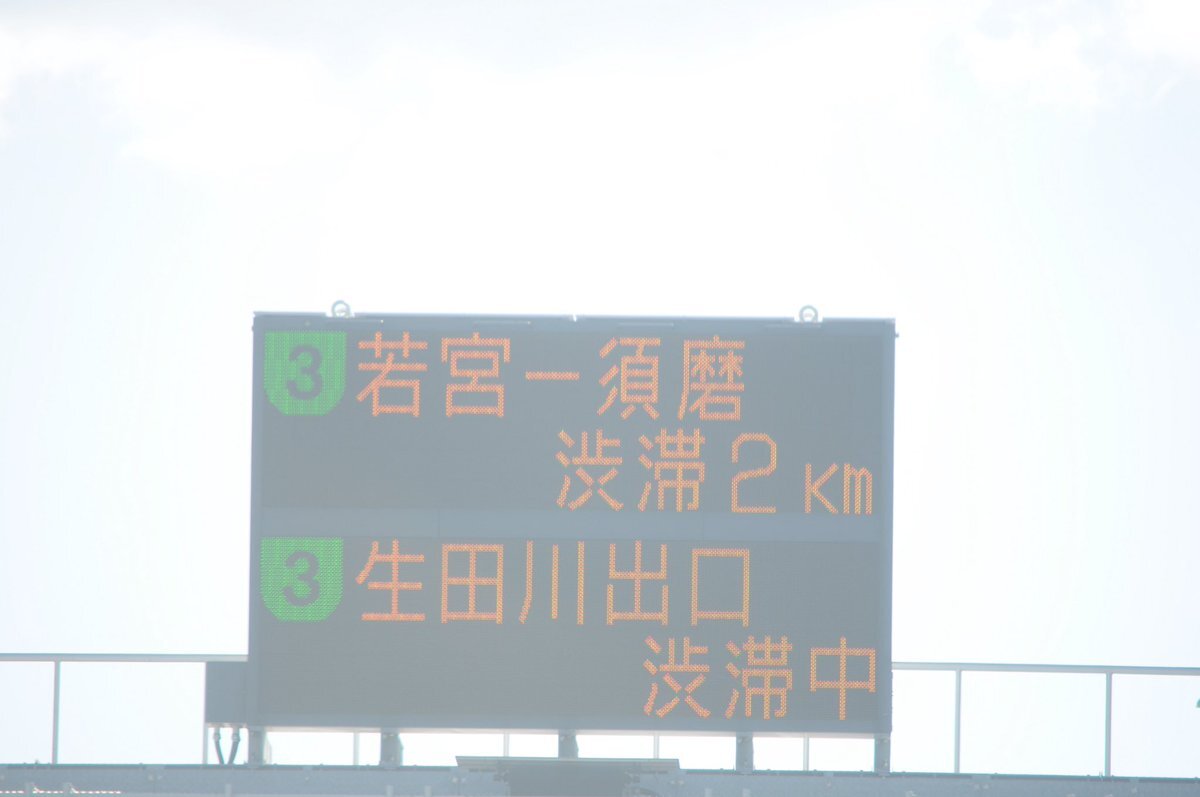 3 若宮ー須磨
渋滞2km
3 生田川出口
渋滞中